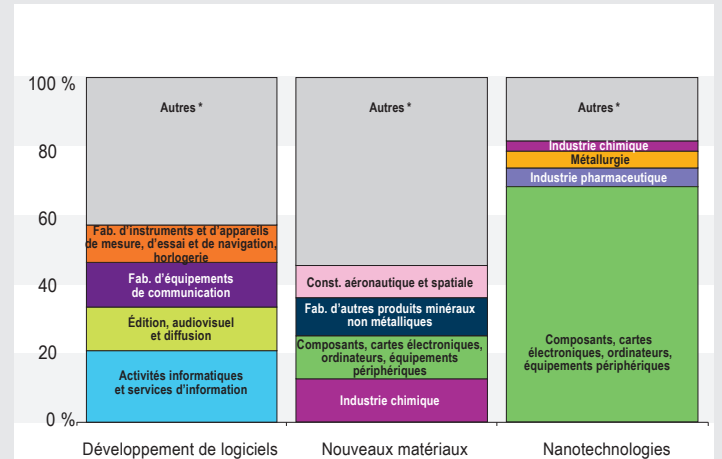 100 %
80
60
40
20
0 %
Autres *
Fab. d'instruments et d'appareils
de mesure, d'essai et de navigation,
horlogerie
Fab. d'équipements
de communication
Édition, audiovisuel
et diffusion
Activités informatiques
et services d'information
Développement de logiciels
Autres *
Const. aéronautique et spatiale
Fab. d'autres produits minéraux
non métalliques
Composants, cartes électroniques,
ordinateurs, équipements
périphériques
Industrie chimique
Nouveaux matériaux
Autres *
Industrie chimique
Métallurgie
Industrie pharmaceutique
Composants, cartes
électroniques, ordinateurs,
équipements périphériques
Nanotechnologies